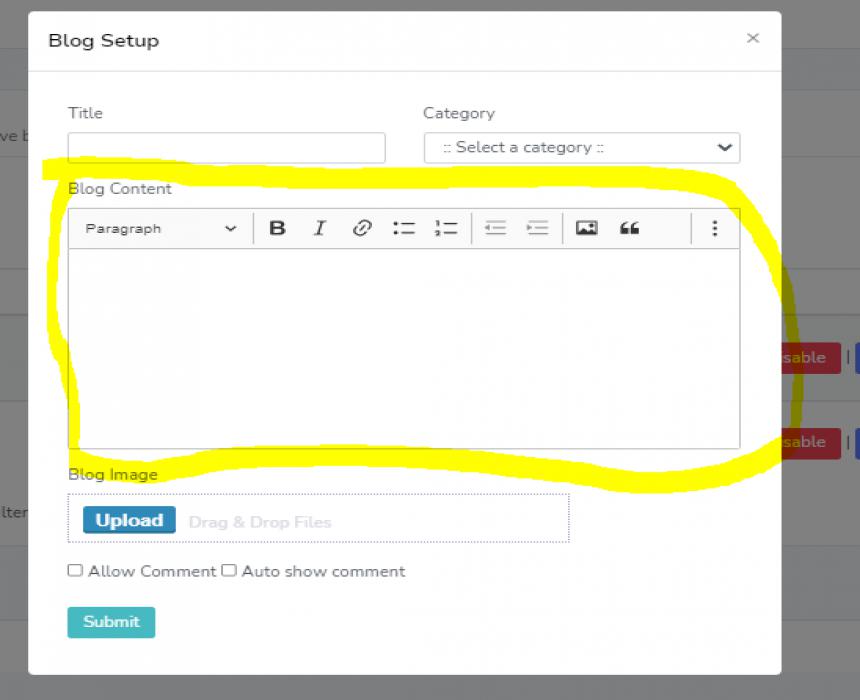 Blog Setup ×
Title Category
:: Select a category ::
ve b
Blog Content
Paragraph B I
sable |
sable |
Blog Image
Upload Drag & Drop Files
lter
Allow Comment Auto show comment
Submit